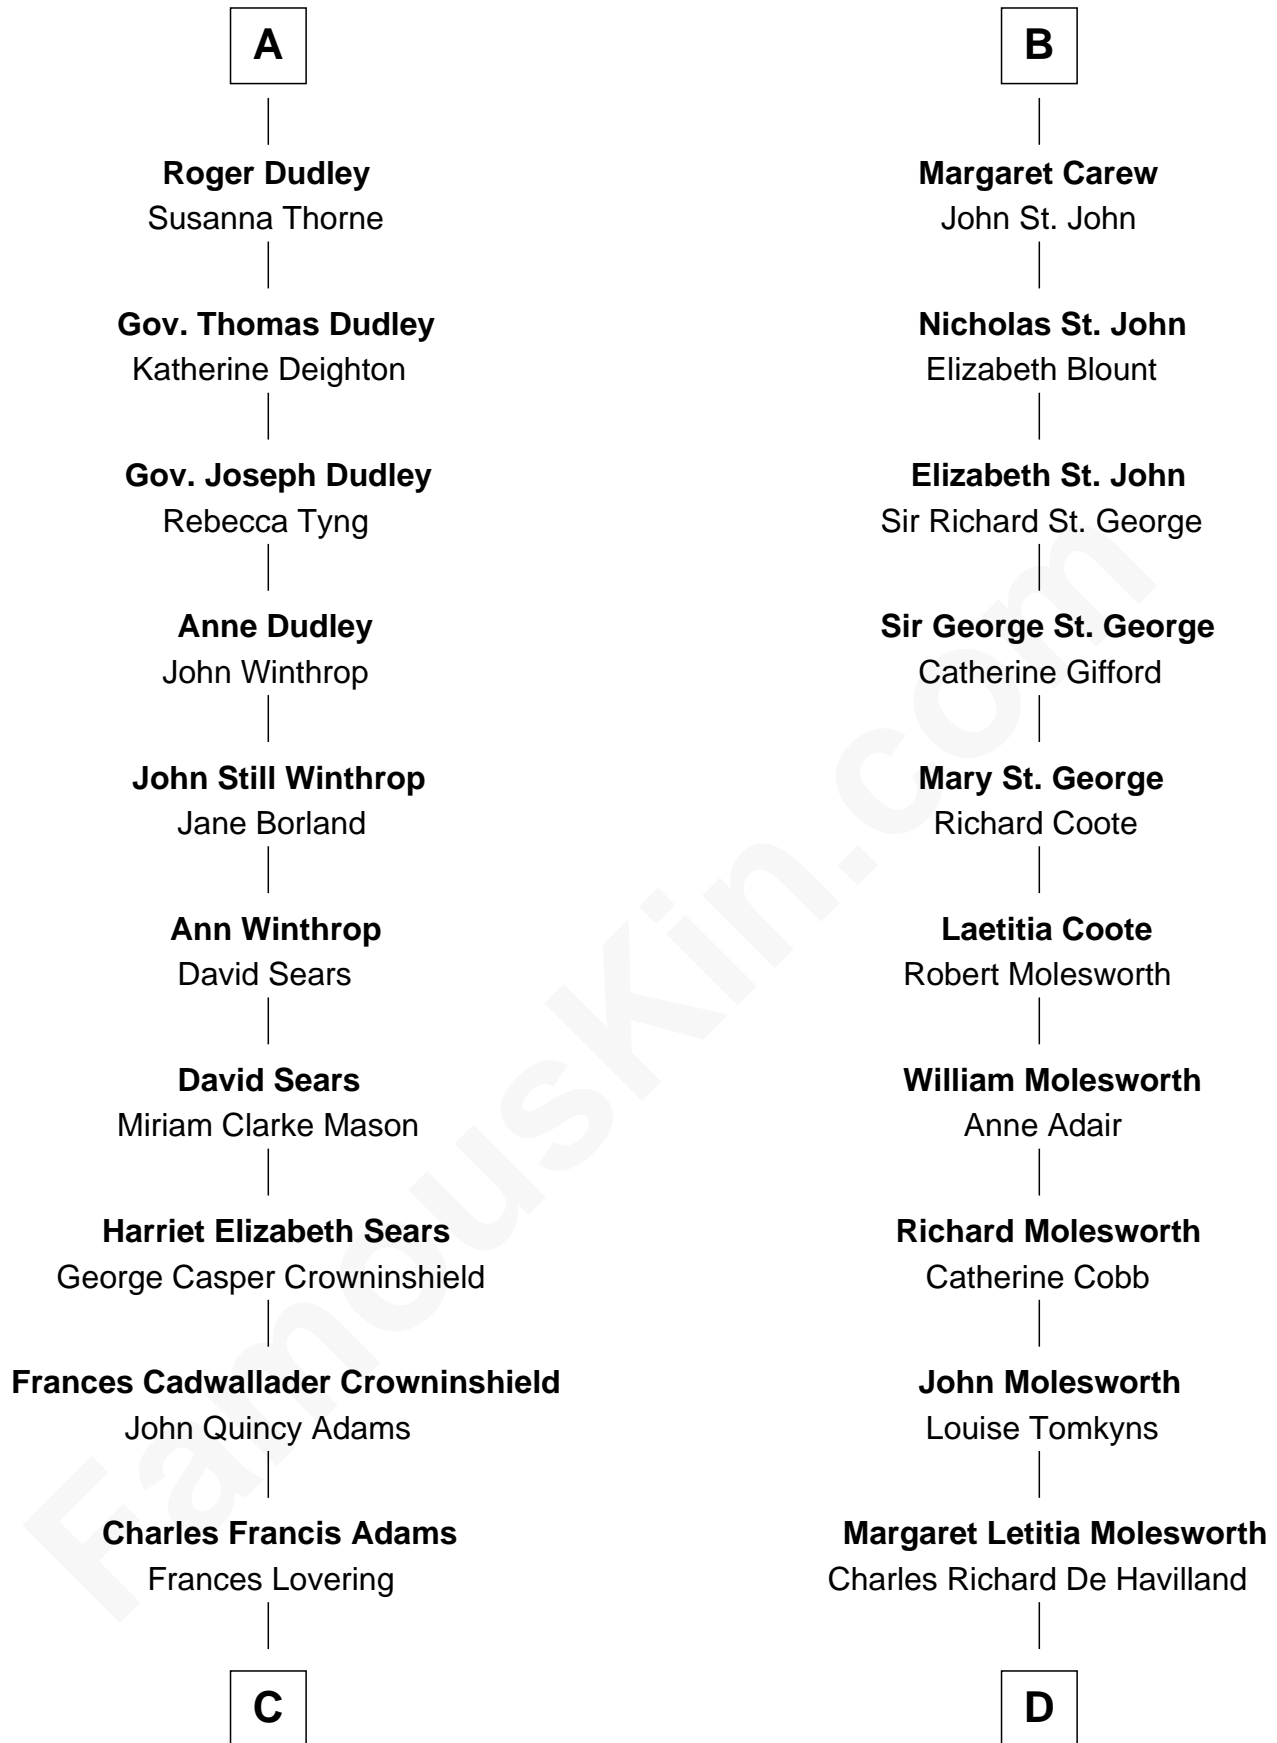 A
Roger Dudley
Susanna Thorne
Gov. Thomas Dudley
Katherine Deighton
Gov. Joseph Dudley
Rebecca Tyng
Anne Dudley
John Winthrop
John Still Winthrop
Jane Borland
Ann Winthrop
David Sears
David Sears
Miriam Clarke Mason
Harriet Elizabeth Sears
George Casper Crowninshield
Frances Cadwallader Crowninshield
John Quincy Adams
Charles Francis Adams
Frances Lovering
C
B
Margaret Carew
John St. John
Nicholas St. John
Elizabeth Blount
Elizabeth St. John
Sir Richard St. George
Sir George St. George
Catherine Gifford
Mary St. George
Richard Coote
Laetitia Coote
Robert Molesworth
William Molesworth
Anne Adair
Richard Molesworth
Catherine Cobb
John Molesworth
Louise Tomkyns
Margaret Letitia Molesworth
Charles Richard De Havilland
D
FamousKin.com